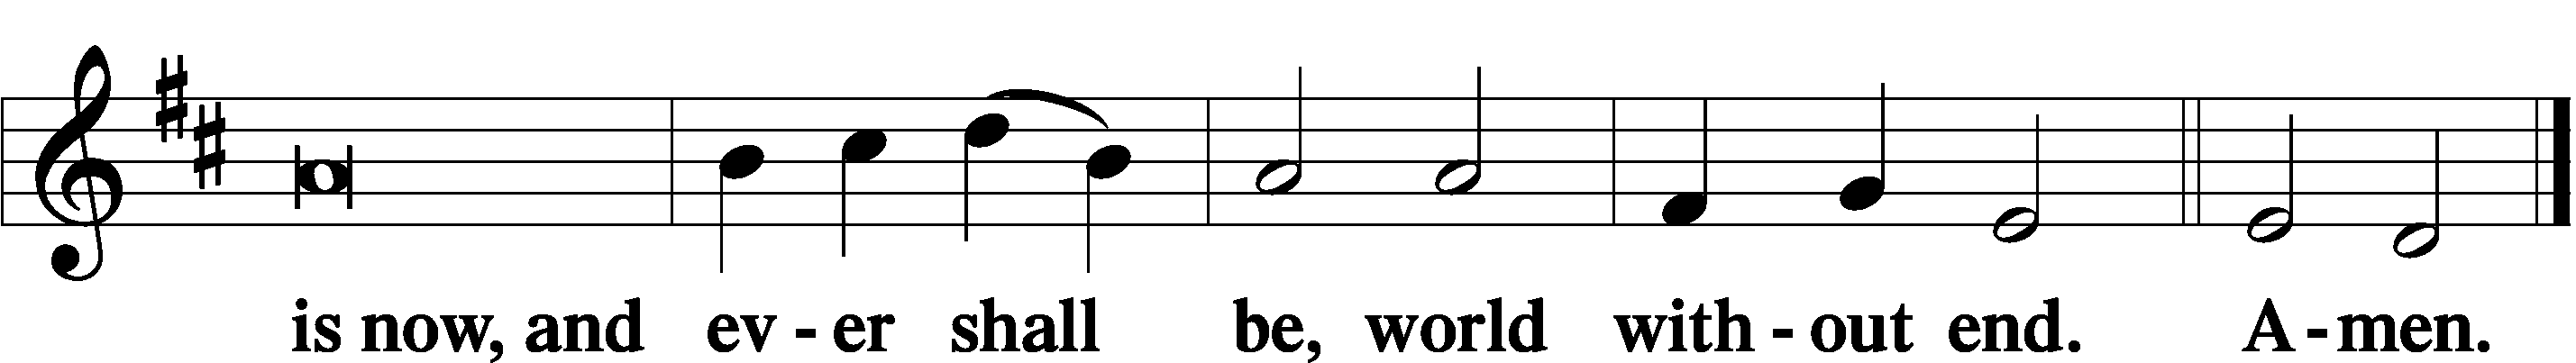 is now, and ev - er shall be, world with - out end. A - men.